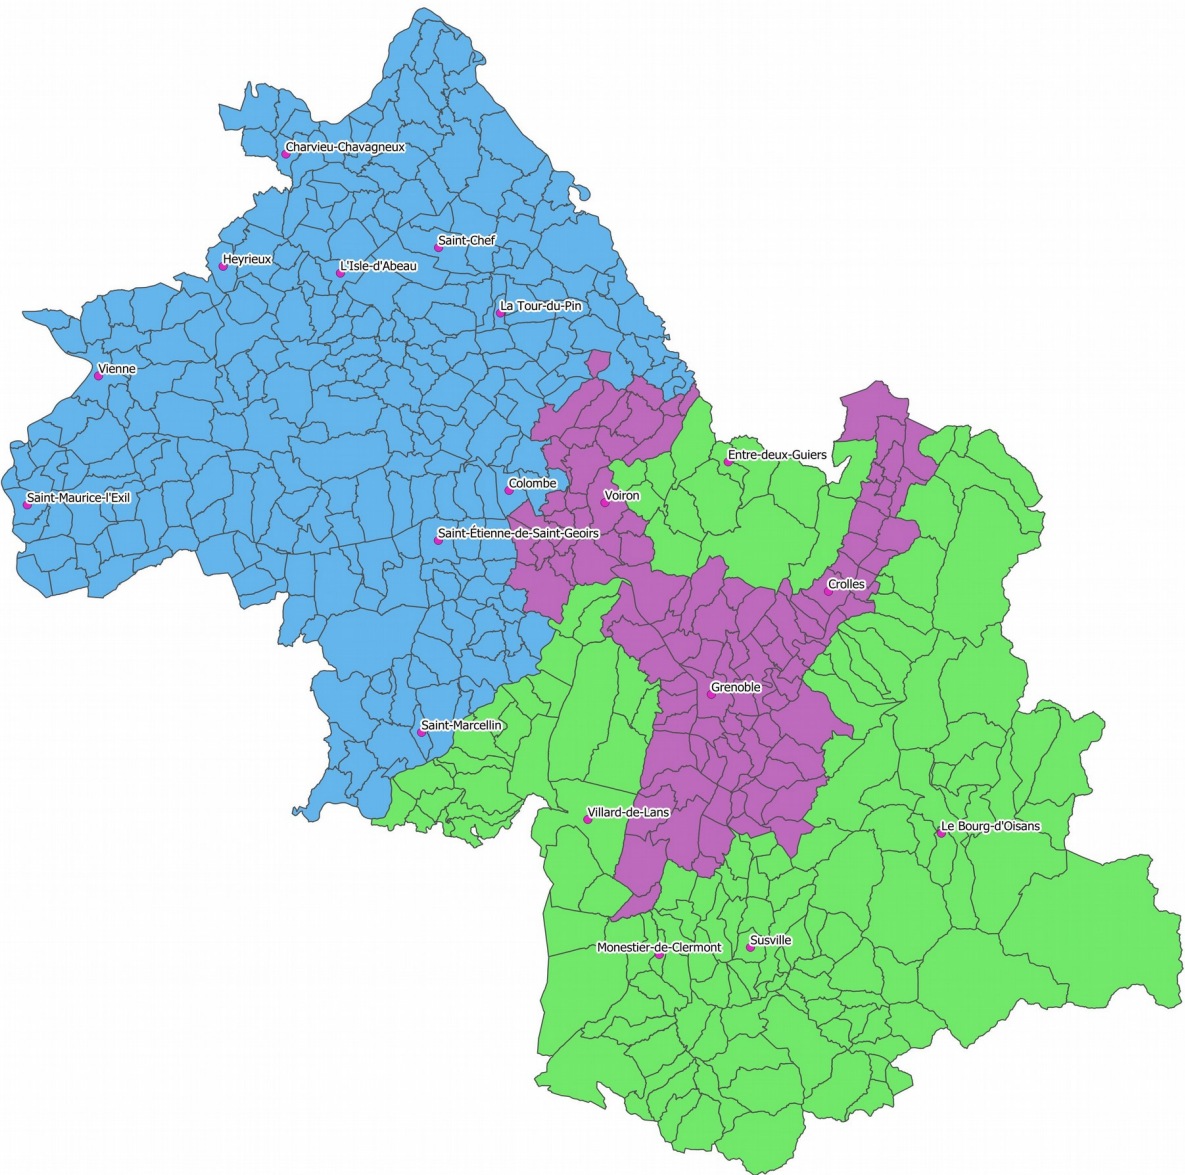 Charvieu-Chavagneux
Saint-Chef
Heyrieux
L'Isle-d'Abeau
La Tour-du-Pin
Vienne
Entre-deux-Guiers
Colombe
Voiron
Saint-Maurice-l'Exil
Saint-Étienne-de-Saint-Geoirs
Crolles
Grenoble
Saint-Marcellin
Villard-de-Lans
Le Bourg-d'Oisans
Susville
Monestier-de-Clermont